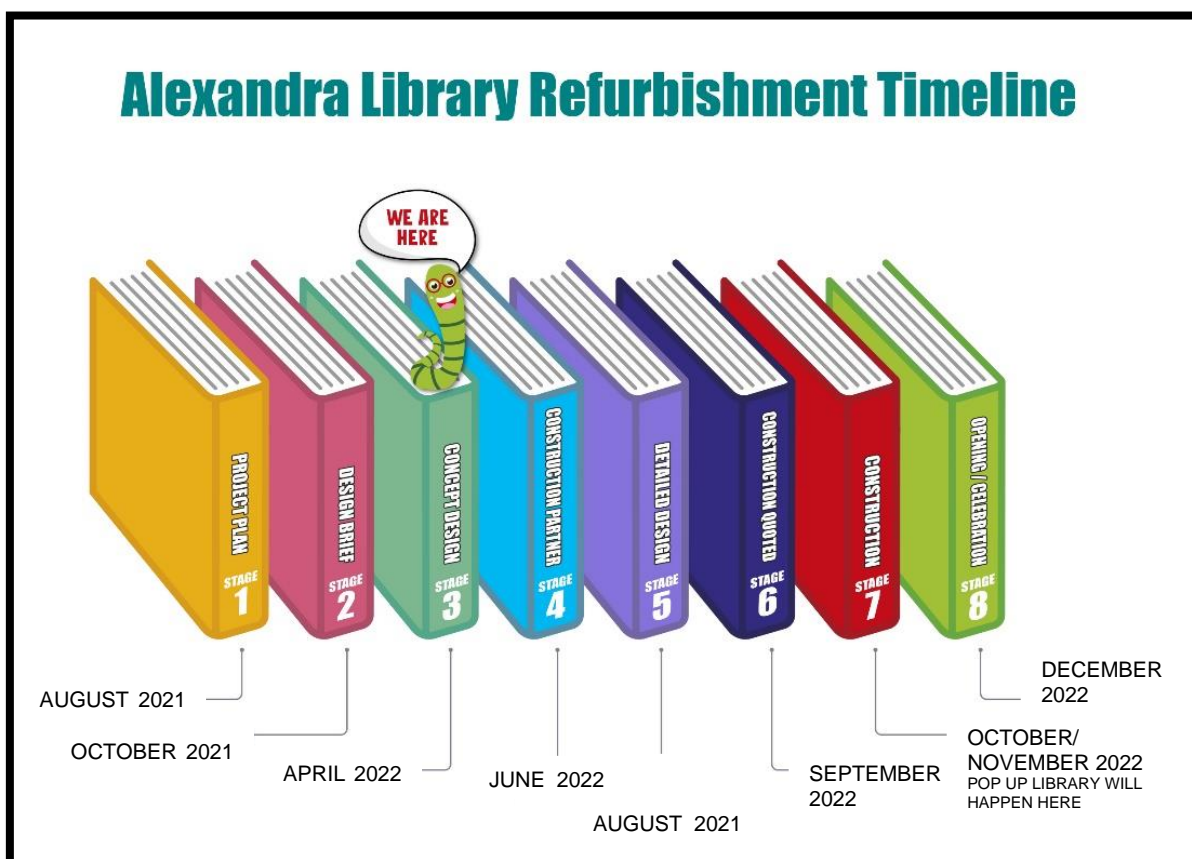 Alexandra Library Refurbishment Timeline
WE ARE
HERE
PROJECT PLAN
STAGE
1
DESIGN BRIEF
STAGE
2
CONCEPT DESIGN
STAGE
3
CONSTRUCTION PARTNER
STAGE
4
DETAILED DESIGN
STAGE
5
CONSTRUCTION QUOTED
STAGE
6
CONSTRUCTION
STAGE
7
OPENING / CELEBRATION
STAGE
8
AUGUST 2021
OCTOBER 2021
APRIL 2022
JUNE 2022
AUGUST 2021
SEPTEMBER
2022
OCTOBER/
NOVEMBER 2022
POP UP LIBRARY WILL
HAPPEN HERE
DECEMBER
2022